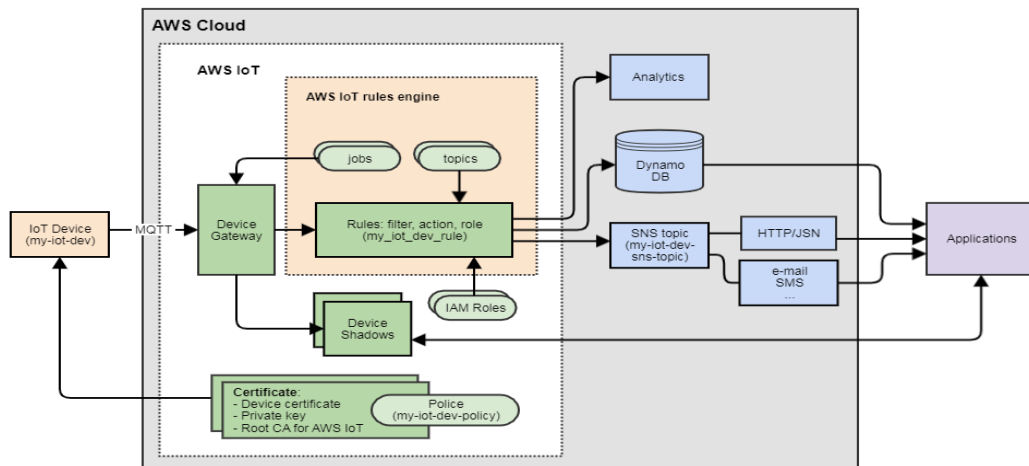 AWS Cloud
AWS IoT
AWS IoT rules engine
jobs
topics
Analytics
Dynamo
DB
IoT Device
(my-iot-dev)
MQTT
Device
Gateway
Rules: filter, action, role
(my_iot_dev_rule)
SNS topic
(my-iot-dev-
sns-topic)
HTTP/JSN
e-mail
SMS
...
Applications
IAM Roles
Device
Shadows
Certificate:
- Device certificate
- Private key
- Root CA for AWS IoT
Police
(my-iot-dev-policy)